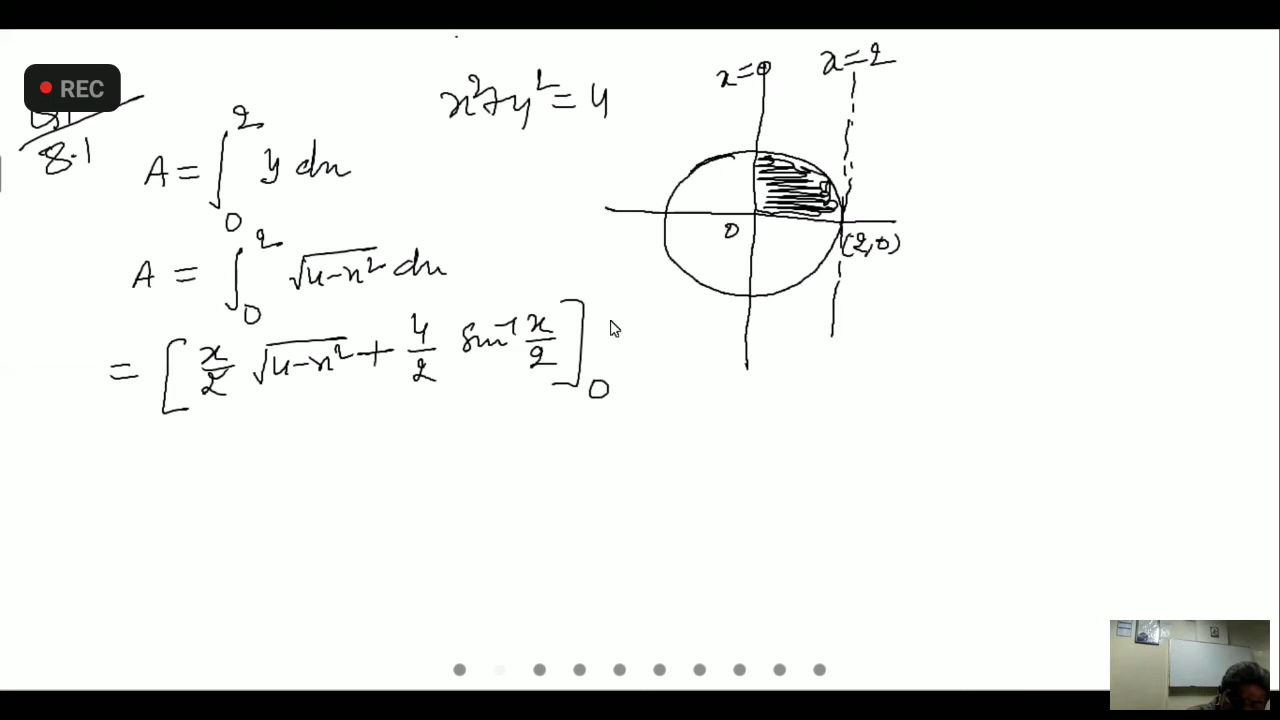 REC
8.1
x² + y² = 4
x=0
x=2
A = ∫₀² y dx
0
(2,0)
A = ∫₀² √4-x² dx
= [ x/2 √4-x² + 4/2 sin⁻¹ x/2 ]₀